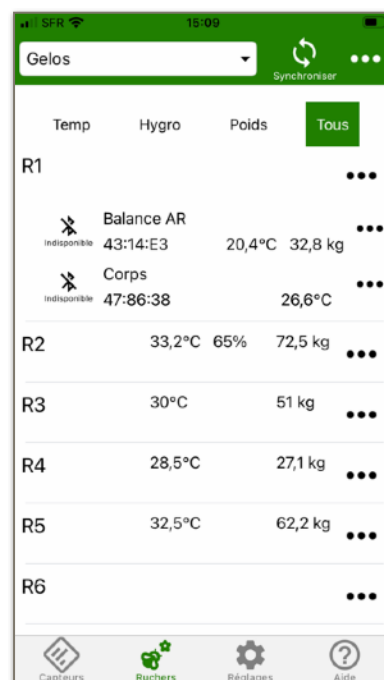 SFR 15:09
Gelos
Synchroniser
Temp Hygro Poids Tous
R1
Balance AR
Indisponible 43:14:E3 20,4°C 32,8 kg
Corps
Indisponible 47:86:38 26,6°C
R2 33,2°C 65% 72,5 kg
R3 30°C 51 kg
R4 28,5°C 27,1 kg
R5 32,5°C 62,2 kg
R6
Capteurs Ruchers Réglages Aide